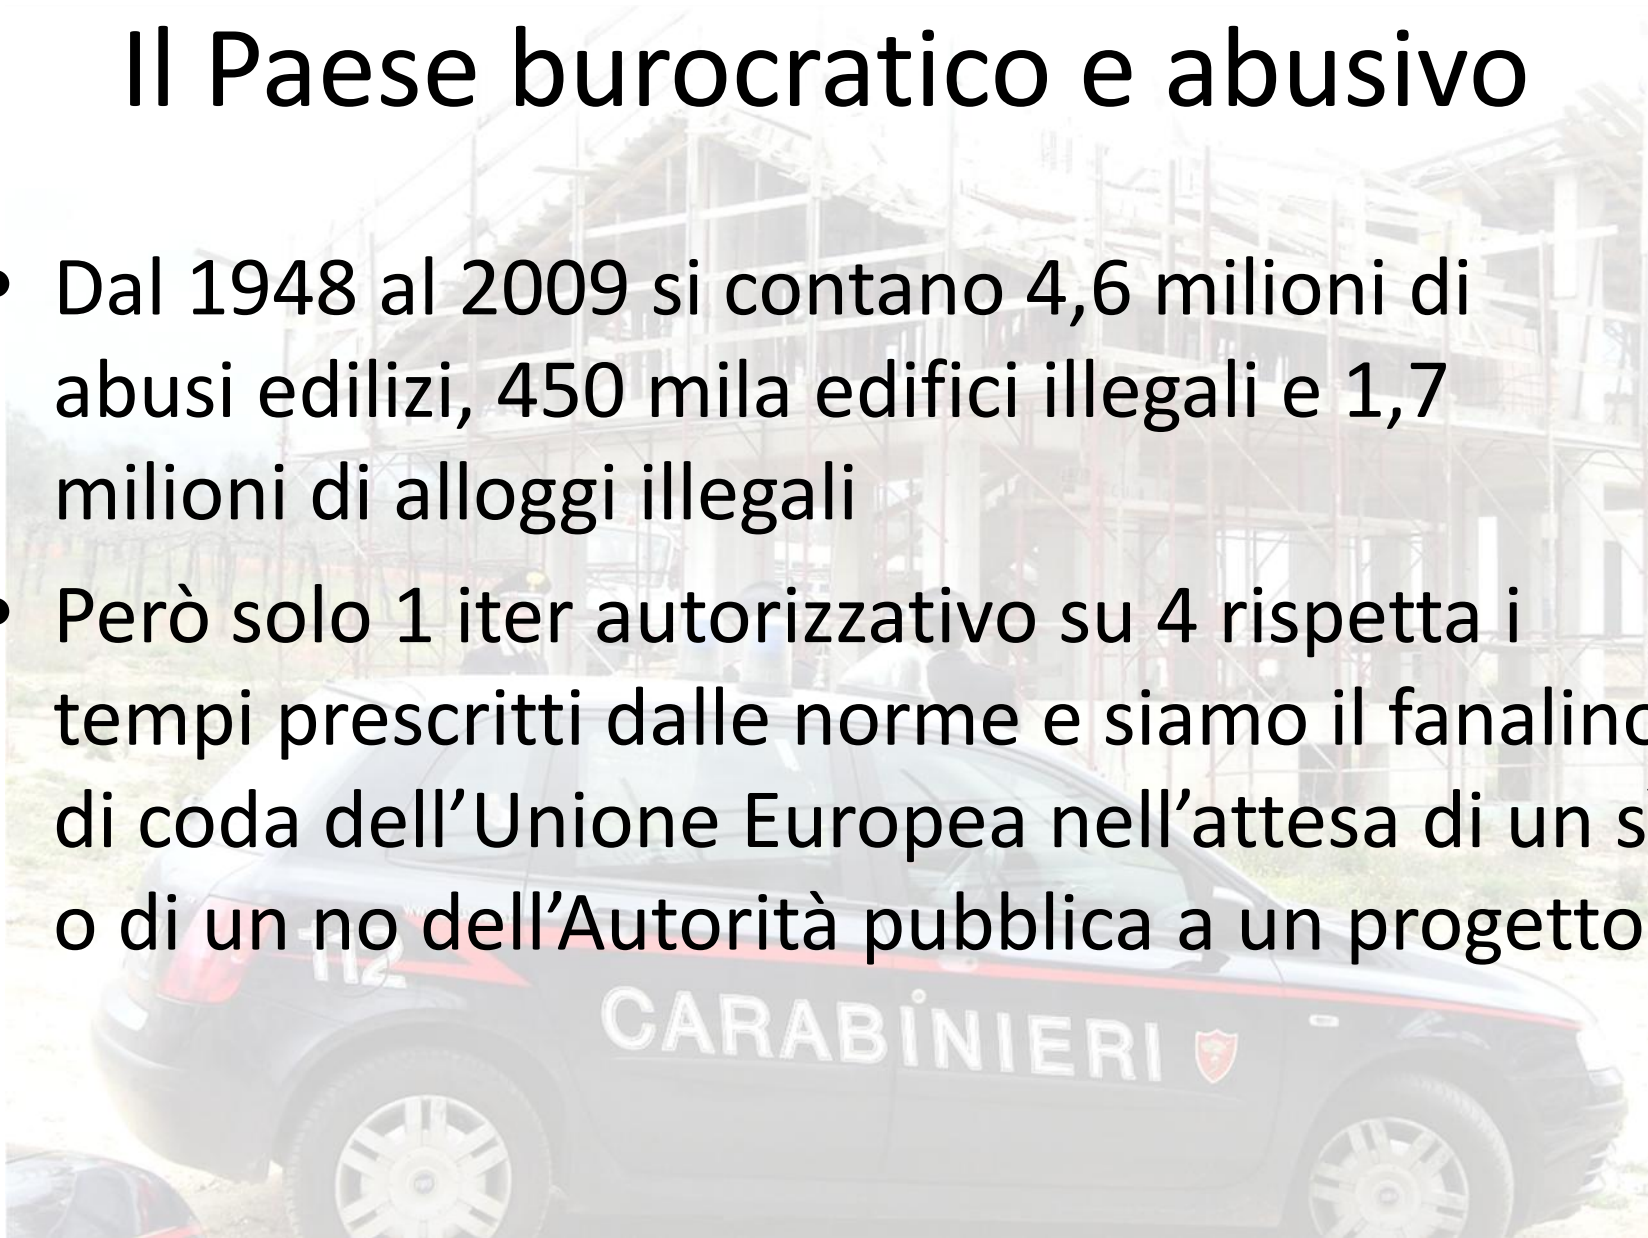 Il Paese burocratico e abusivo
• Dal 1948 al 2009 si contano 4,6 milioni di
abusi edilizi, 450 mila edifici illegali e 1,7
milioni di alloggi illegali
• Però solo 1 iter autorizzativo su 4 rispetta i
tempi prescritti dalle norme e siamo il fanalino
di coda dell’Unione Europea nell’attesa di un
o di un no dell’Autorità pubblica a un progetto
112
CARABINIERI